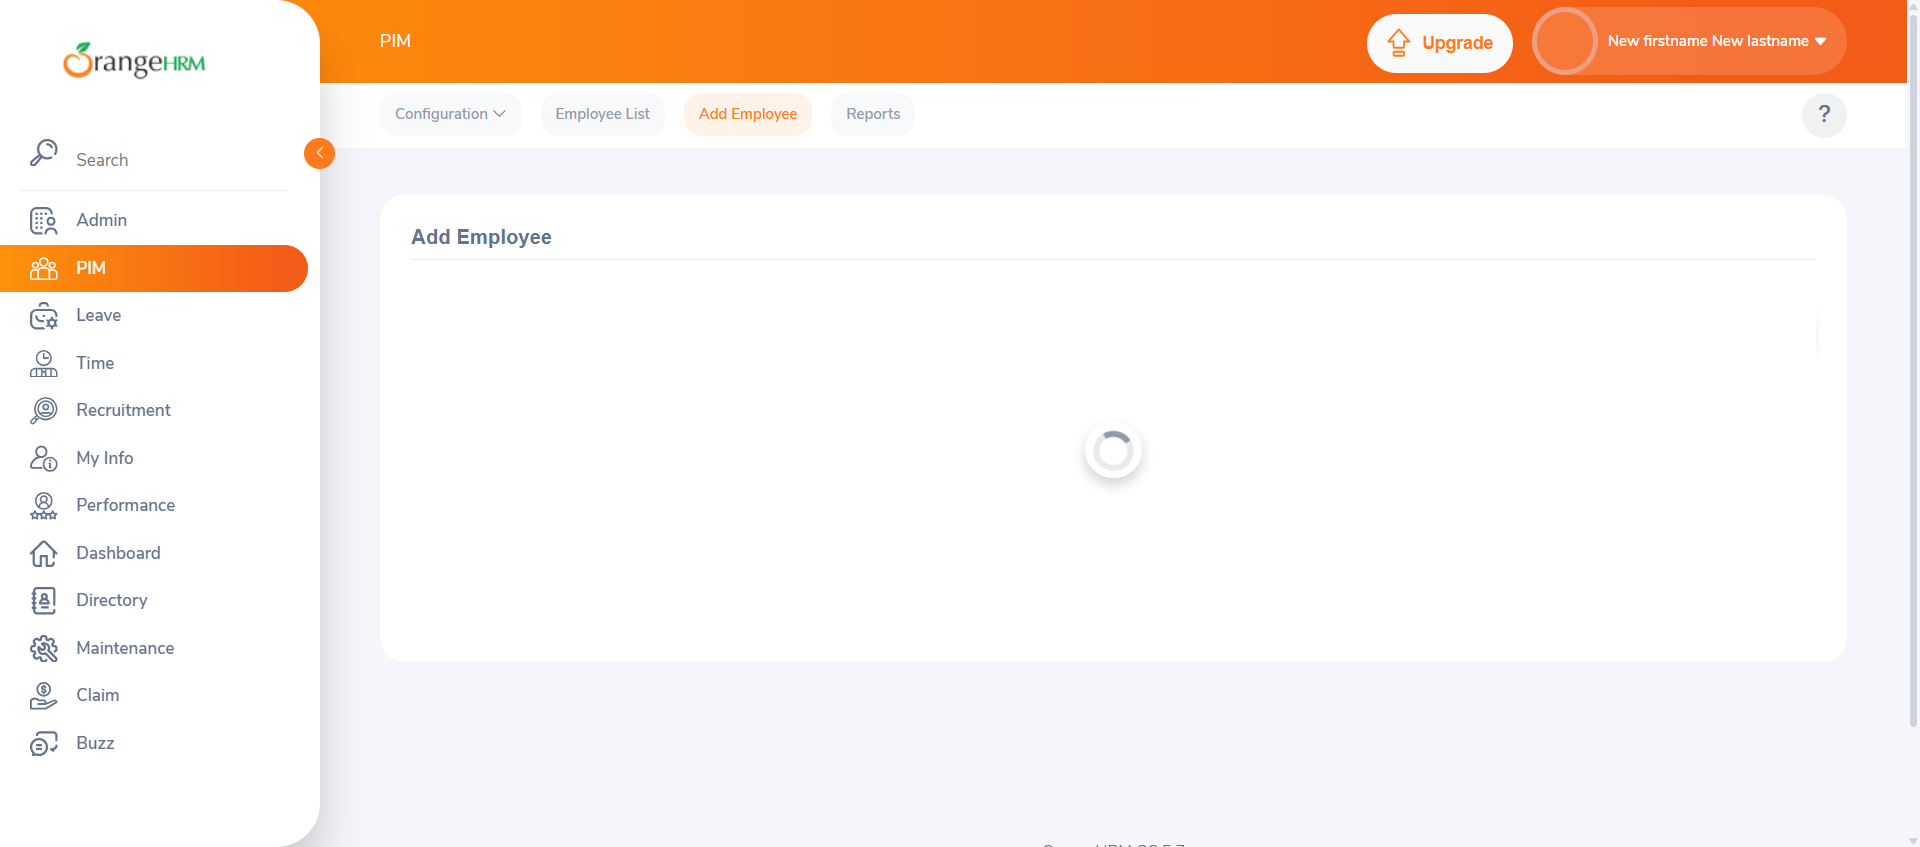 OrangeHRM
PIM
Upgrade
New firstname New lastname
Configuration
Employee List
Add Employee
Reports
?
Search
Admin
PIM
Leave
Time
Recruitment
My Info
Performance
Dashboard
Directory
Maintenance
Claim
Buzz
Add Employee